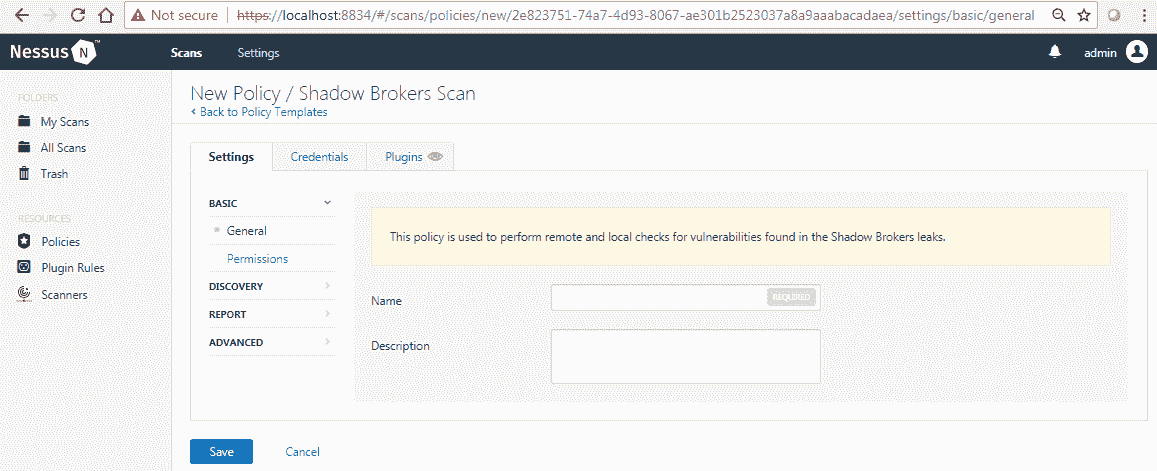 Not secure | https://localhost:8834/#/scans/policies/new/2e823751-74a7-4d93-8067-ae301b2523037a8a9aaabacadaea/settings/basic/general
Nessus N ™
Scans Settings admin
FOLDERS
My Scans
All Scans
Trash
RESOURCES
Policies
Plugin Rules
Scanners
New Policy / Shadow Brokers Scan
Back to Policy Templates
Settings Credentials Plugins
BASIC
General
Permissions
DISCOVERY
REPORT
ADVANCED
This policy is used to perform remote and local checks for vulnerabilities found in the Shadow Brokers leaks.
Name REQUIRED
Description
Save Cancel